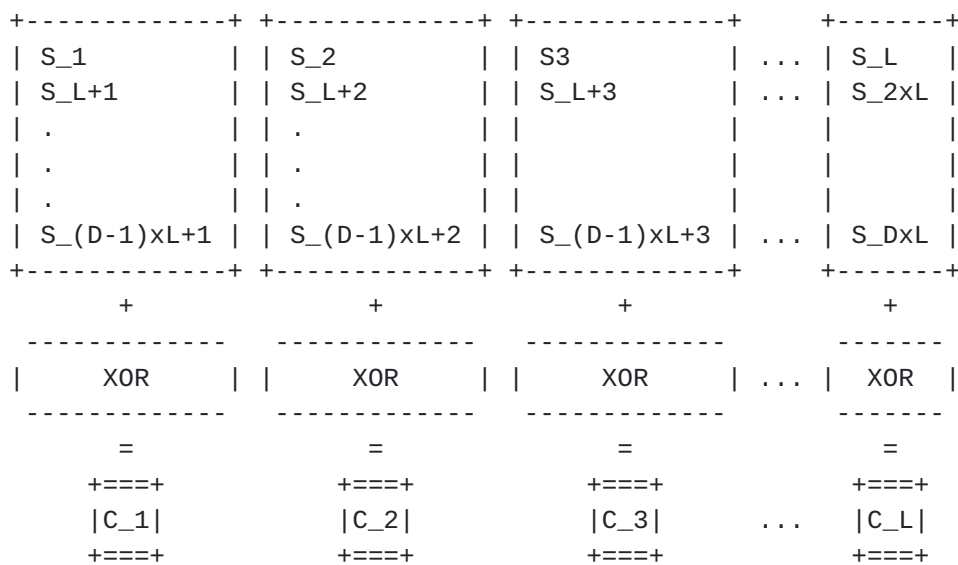 +-------------+ +-------------+ +-------------+     +-------+
| S_1         | | S_2         | | S3          | ... | S_L   |
| S_L+1       | | S_L+2       | | S_L+3       | ... | S_2xL |
| .           | | .           | |             |     |       |
| .           | | .           | |             |     |       |
| .           | | .           | |             |     |       |
| S_(D-1)xL+1 | | S_(D-1)xL+2 | | S_(D-1)xL+3 | ... | S_DxL |
+-------------+ +-------------+ +-------------+     +-------+
       +               +               +                +
 -------------   -------------   -------------       -------
|     XOR     | |     XOR     | |     XOR     | ... |  XOR  |
 -------------   -------------   -------------       -------
       =               =               =                =
     +===+           +===+           +===+            +===+
     |C_1|           |C_2|           |C_3|     ...    |C_L|
     +===+           +===+           +===+            +===+